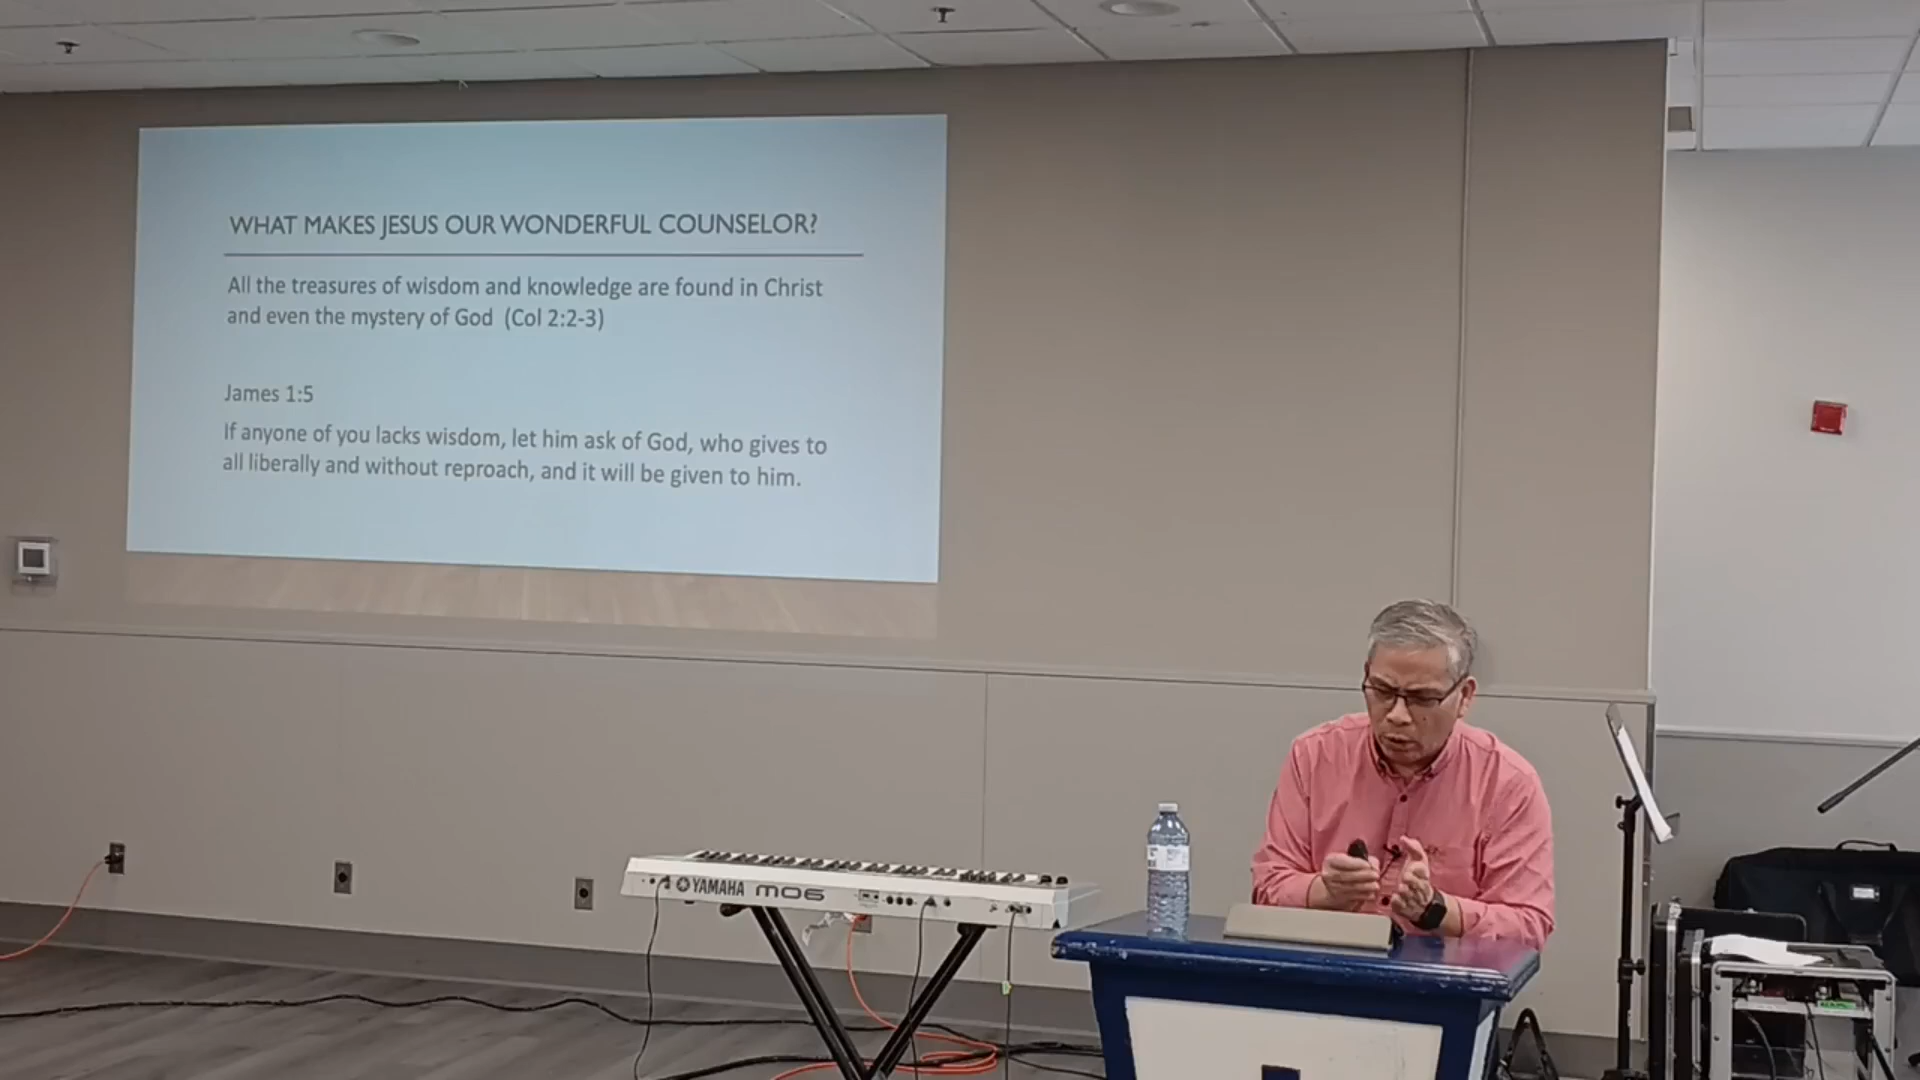 WHAT MAKES JESUS OUR WONDERFUL COUNSELOR?
All the treasures of wisdom and knowledge are found in Christ
and even the mystery of God (Col 2:2-3)
James 1:5
If anyone of you lacks wisdom, let him ask of God, who gives to
all liberally and without reproach, and it will be given to him.
YAMAHA MO6